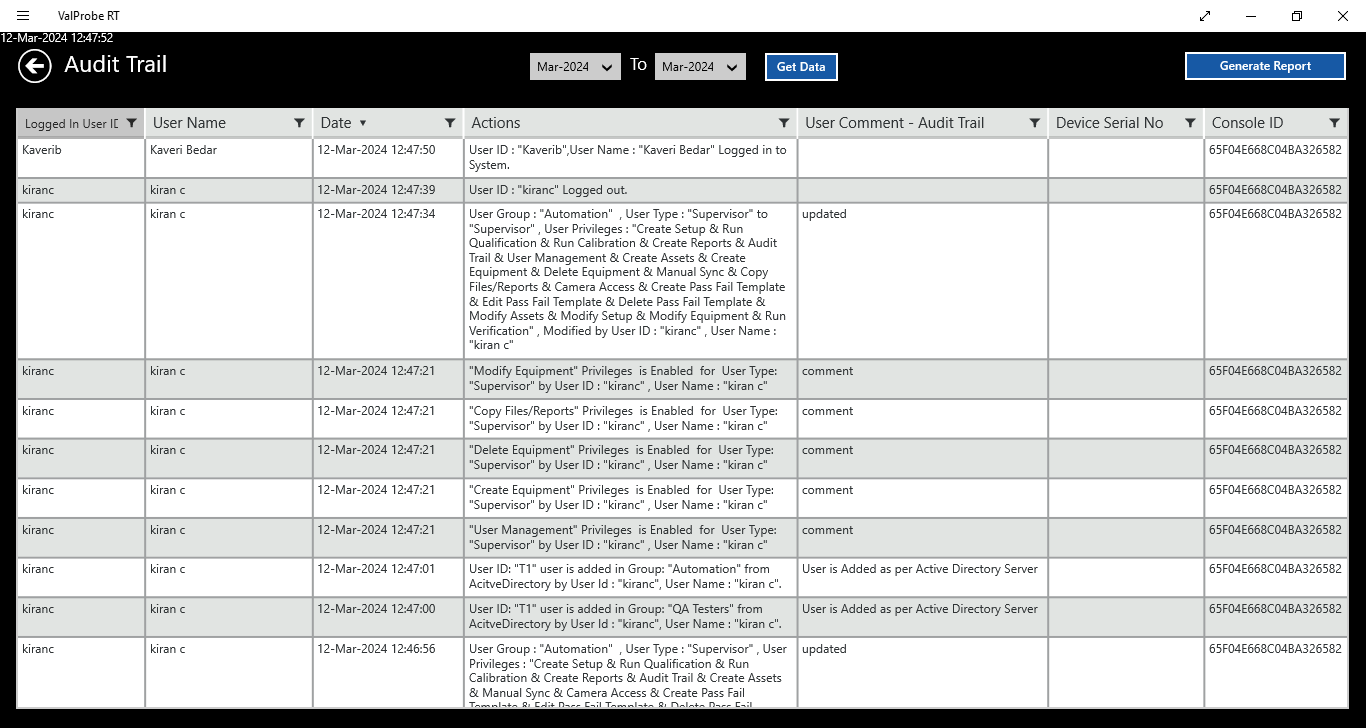 ValProbe RT
12-Mar-2024 12:47:52
Audit Trail
Mar-2024 To Mar-2024 Get Data Generate Report
Logged In User ID User Name Date Actions User Comment - Audit Trail Device Serial No Console ID
Kaverib Kaveri Bedar 12-Mar-2024 12:47:50 User ID : "Kaverib",User Name : "Kaveri Bedar" Logged in to 65F04E668C04BA326582
System.
kiranc kiran c 12-Mar-2024 12:47:39 User ID : "kiranc" Logged out. 65F04E668C04BA326582
kiranc kiran c 12-Mar-2024 12:47:34 User Group : "Automation" , User Type : "Supervisor" to updated 65F04E668C04BA326582
"Supervisor" , User Privileges : "Create Setup & Run
Qualification & Run Calibration & Create Reports & Audit
Trail & User Management & Create Assets & Create
Equipment & Delete Equipment & Manual Sync & Copy
Files/Reports & Camera Access & Create Pass Fail Template
& Edit Pass Fail Template & Delete Pass Fail Template &
Modify Assets & Modify Setup & Modify Equipment & Run
Verification" , Modified by User ID : "kiranc" , User Name :
"kiran c"
kiranc kiran c 12-Mar-2024 12:47:21 "Modify Equipment" Privileges is Enabled for User Type: comment 65F04E668C04BA326582
"Supervisor" by User ID : "kiranc" , User Name : "kiran c"
kiranc kiran c 12-Mar-2024 12:47:21 "Copy Files/Reports" Privileges is Enabled for User Type: comment 65F04E668C04BA326582
"Supervisor" by User ID : "kiranc" , User Name : "kiran c"
kiranc kiran c 12-Mar-2024 12:47:21 "Delete Equipment" Privileges is Enabled for User Type: comment 65F04E668C04BA326582
"Supervisor" by User ID : "kiranc" , User Name : "kiran c"
kiranc kiran c 12-Mar-2024 12:47:21 "Create Equipment" Privileges is Enabled for User Type: comment 65F04E668C04BA326582
"Supervisor" by User ID : "kiranc" , User Name : "kiran c"
kiranc kiran c 12-Mar-2024 12:47:21 "User Management" Privileges is Enabled for User Type: comment 65F04E668C04BA326582
"Supervisor" by User ID : "kiranc" , User Name : "kiran c"
kiranc kiran c 12-Mar-2024 12:47:01 User ID: "T1" user is added in Group: "Automation" from User is Added as per Active Directory Server 65F04E668C04BA326582
AcitveDirectory by User Id : "kiranc", User Name : "kiran c".
kiranc kiran c 12-Mar-2024 12:47:00 User ID: "T1" user is added in Group: "QA Testers" from User is Added as per Active Directory Server 65F04E668C04BA326582
AcitveDirectory by User Id : "kiranc", User Name : "kiran c".
kiranc kiran c 12-Mar-2024 12:46:56 User Group : "Automation" , User Type : "Supervisor" , User updated 65F04E668C04BA326582
Privileges : "Create Setup & Run Qualification & Run
Calibration & Create Reports & Audit Trail & Create Assets
& Manual Sync & Camera Access & Create Pass Fail
Template & Edit Pass Fail Template & Delete Pass Fail